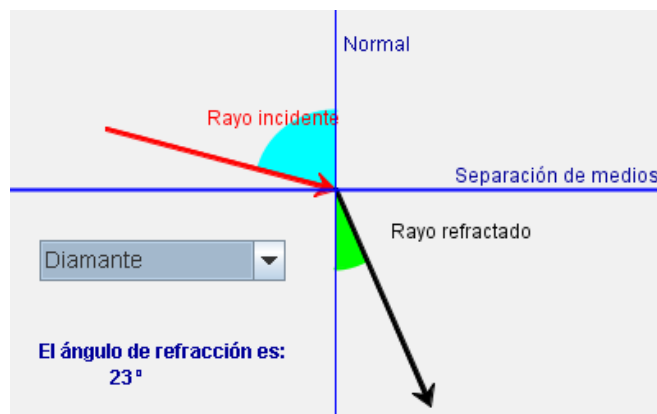 Normal
Rayo incidente
Separación de medios
Rayo refractado
Diamante
El ángulo de refracción es:
23°